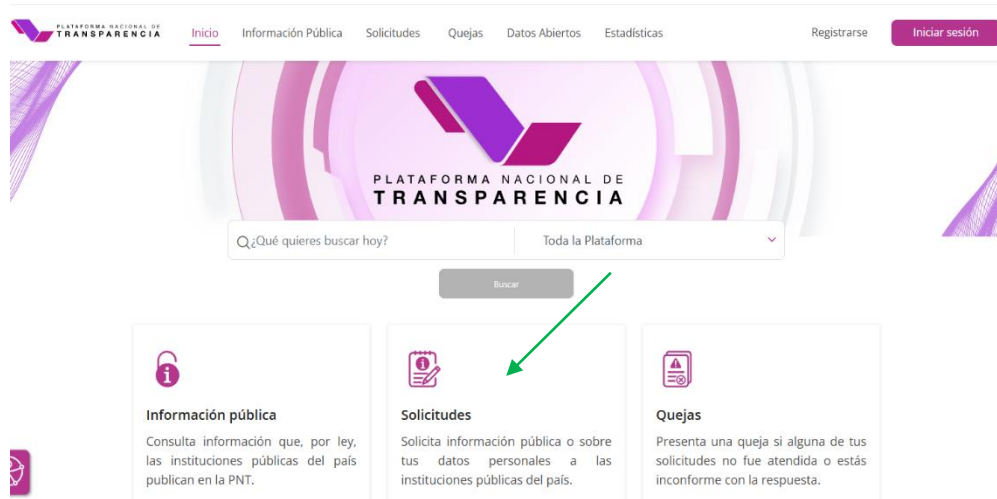 PLATAFORMA NACIONAL DE
TRANSPARENCIA
Inicio
Información Pública
Solicitudes
Quejas
Datos Abiertos
Estadísticas
Registrarse
Iniciar sesión
PLATAFORMA NACIONAL DE
TRANSPARENCIA
¿Qué quieres buscar hoy?
Toda la Plataforma
Buscar
Información pública
Consulta información que, por ley,
las instituciones públicas del país
publican en la PNT.
Solicitudes
Solicita información pública o sobre
tus datos personales a las
instituciones públicas del país.
Quejas
Presenta una queja si alguna de tus
solicitudes no fue atendida o estás
inconforme con la respuesta.